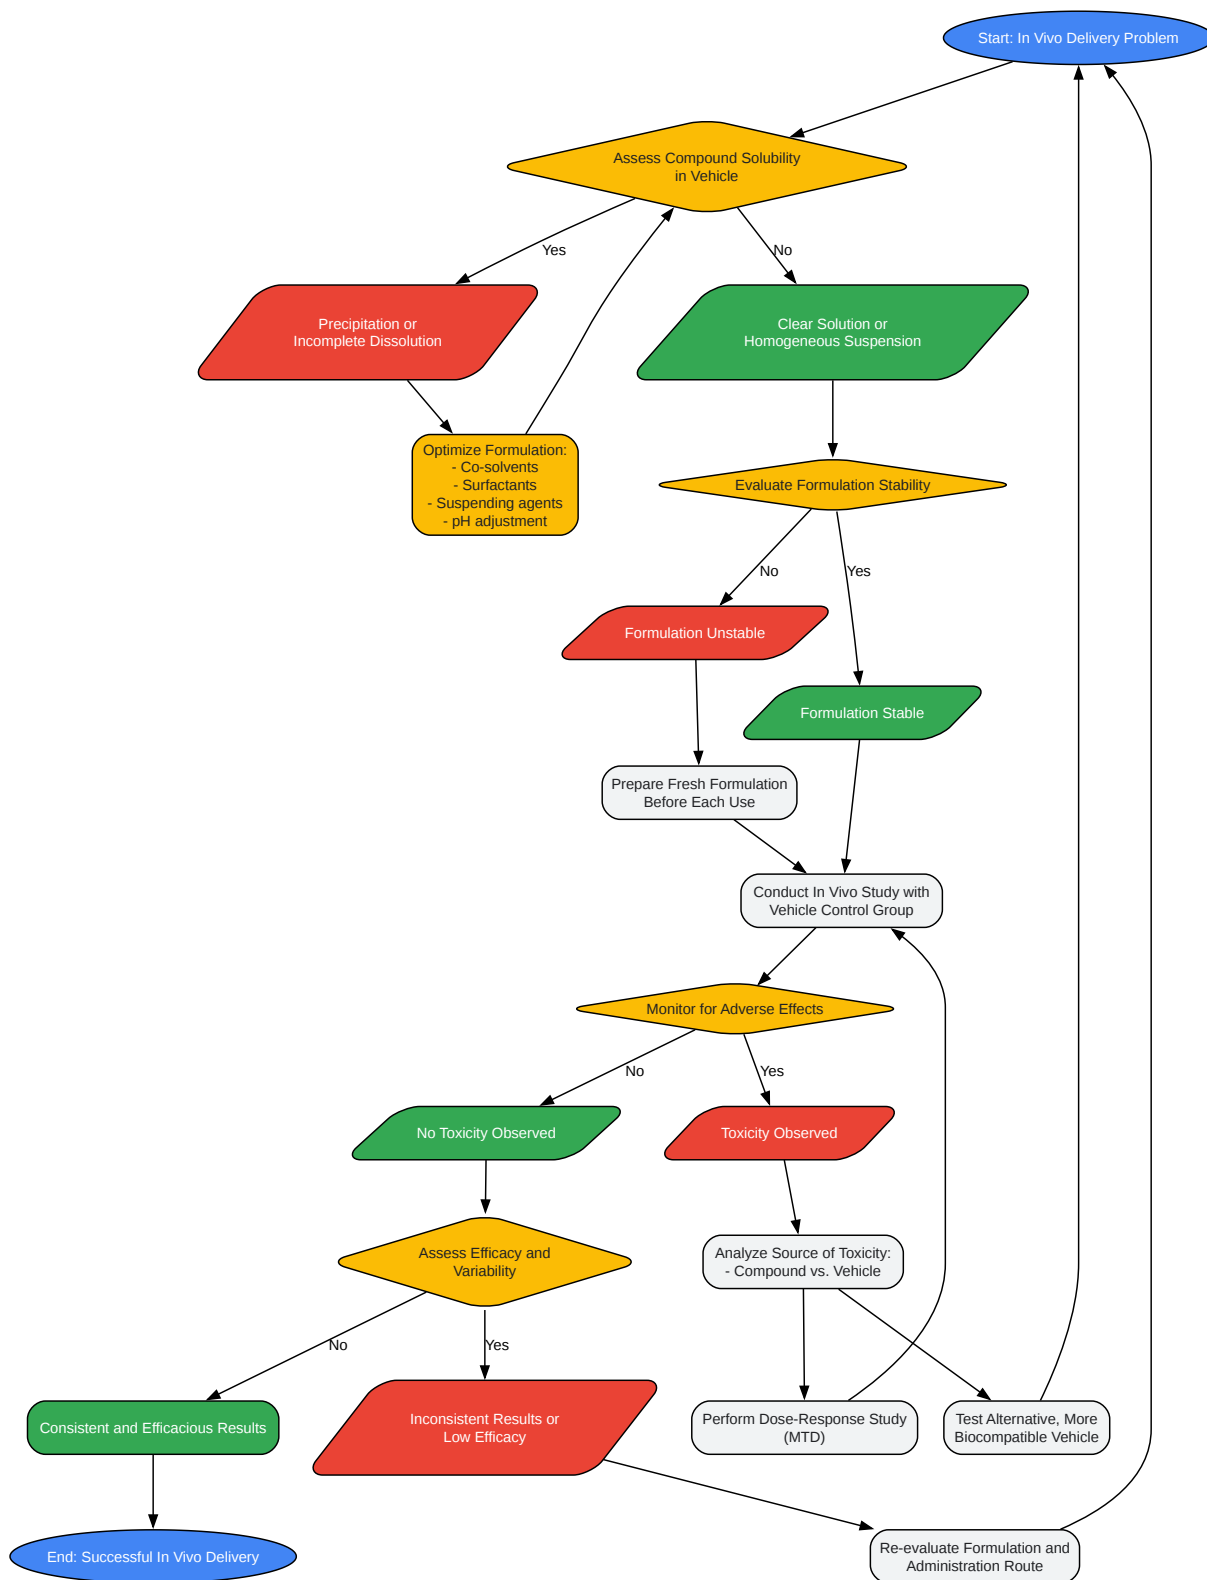 Start: In Vivo Delivery Problem
Assess Compound Solubility
in Vehicle
Yes
No
Precipitation or
Incomplete Dissolution
Clear Solution or
Homogeneous Suspension
Optimize Formulation:
- Co-solvents
- Surfactants
- Suspending agents
- pH adjustment
Evaluate Formulation Stability
No
Yes
Formulation Unstable
Formulation Stable
Prepare Fresh Formulation
Before Each Use
Conduct In Vivo Study with
Vehicle Control Group
Monitor for Adverse Effects
No
Yes
No Toxicity Observed
Toxicity Observed
Assess Efficacy and
Variability
Analyze Source of Toxicity:
- Compound vs. Vehicle
No
Yes
Consistent and Efficacious Results
Inconsistent Results or
Low Efficacy
Perform Dose-Response Study
(MTD)
Test Alternative, More
Biocompatible Vehicle
End: Successful In Vivo Delivery
Re-evaluate Formulation and
Administration Route